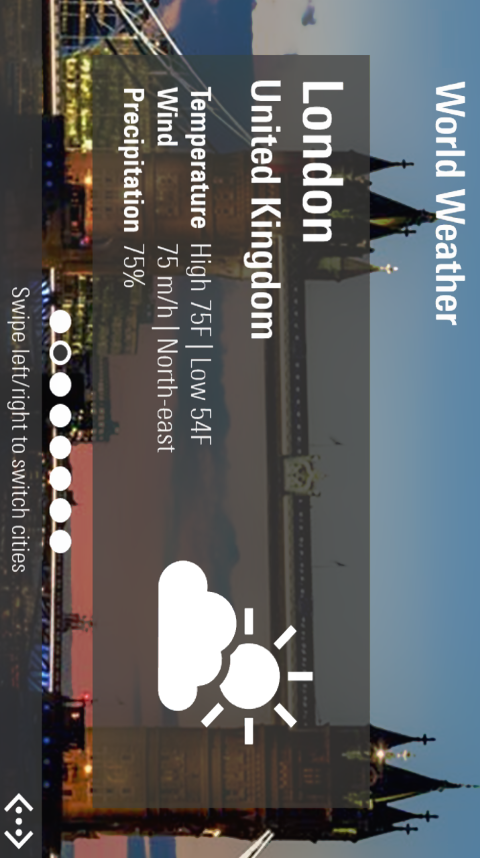 World Weather
London
United Kingdom
Temperature High 75F | Low 54F
Wind 75 m/h | North-east
Precipitation 75%
Swipe left/right to switch cities